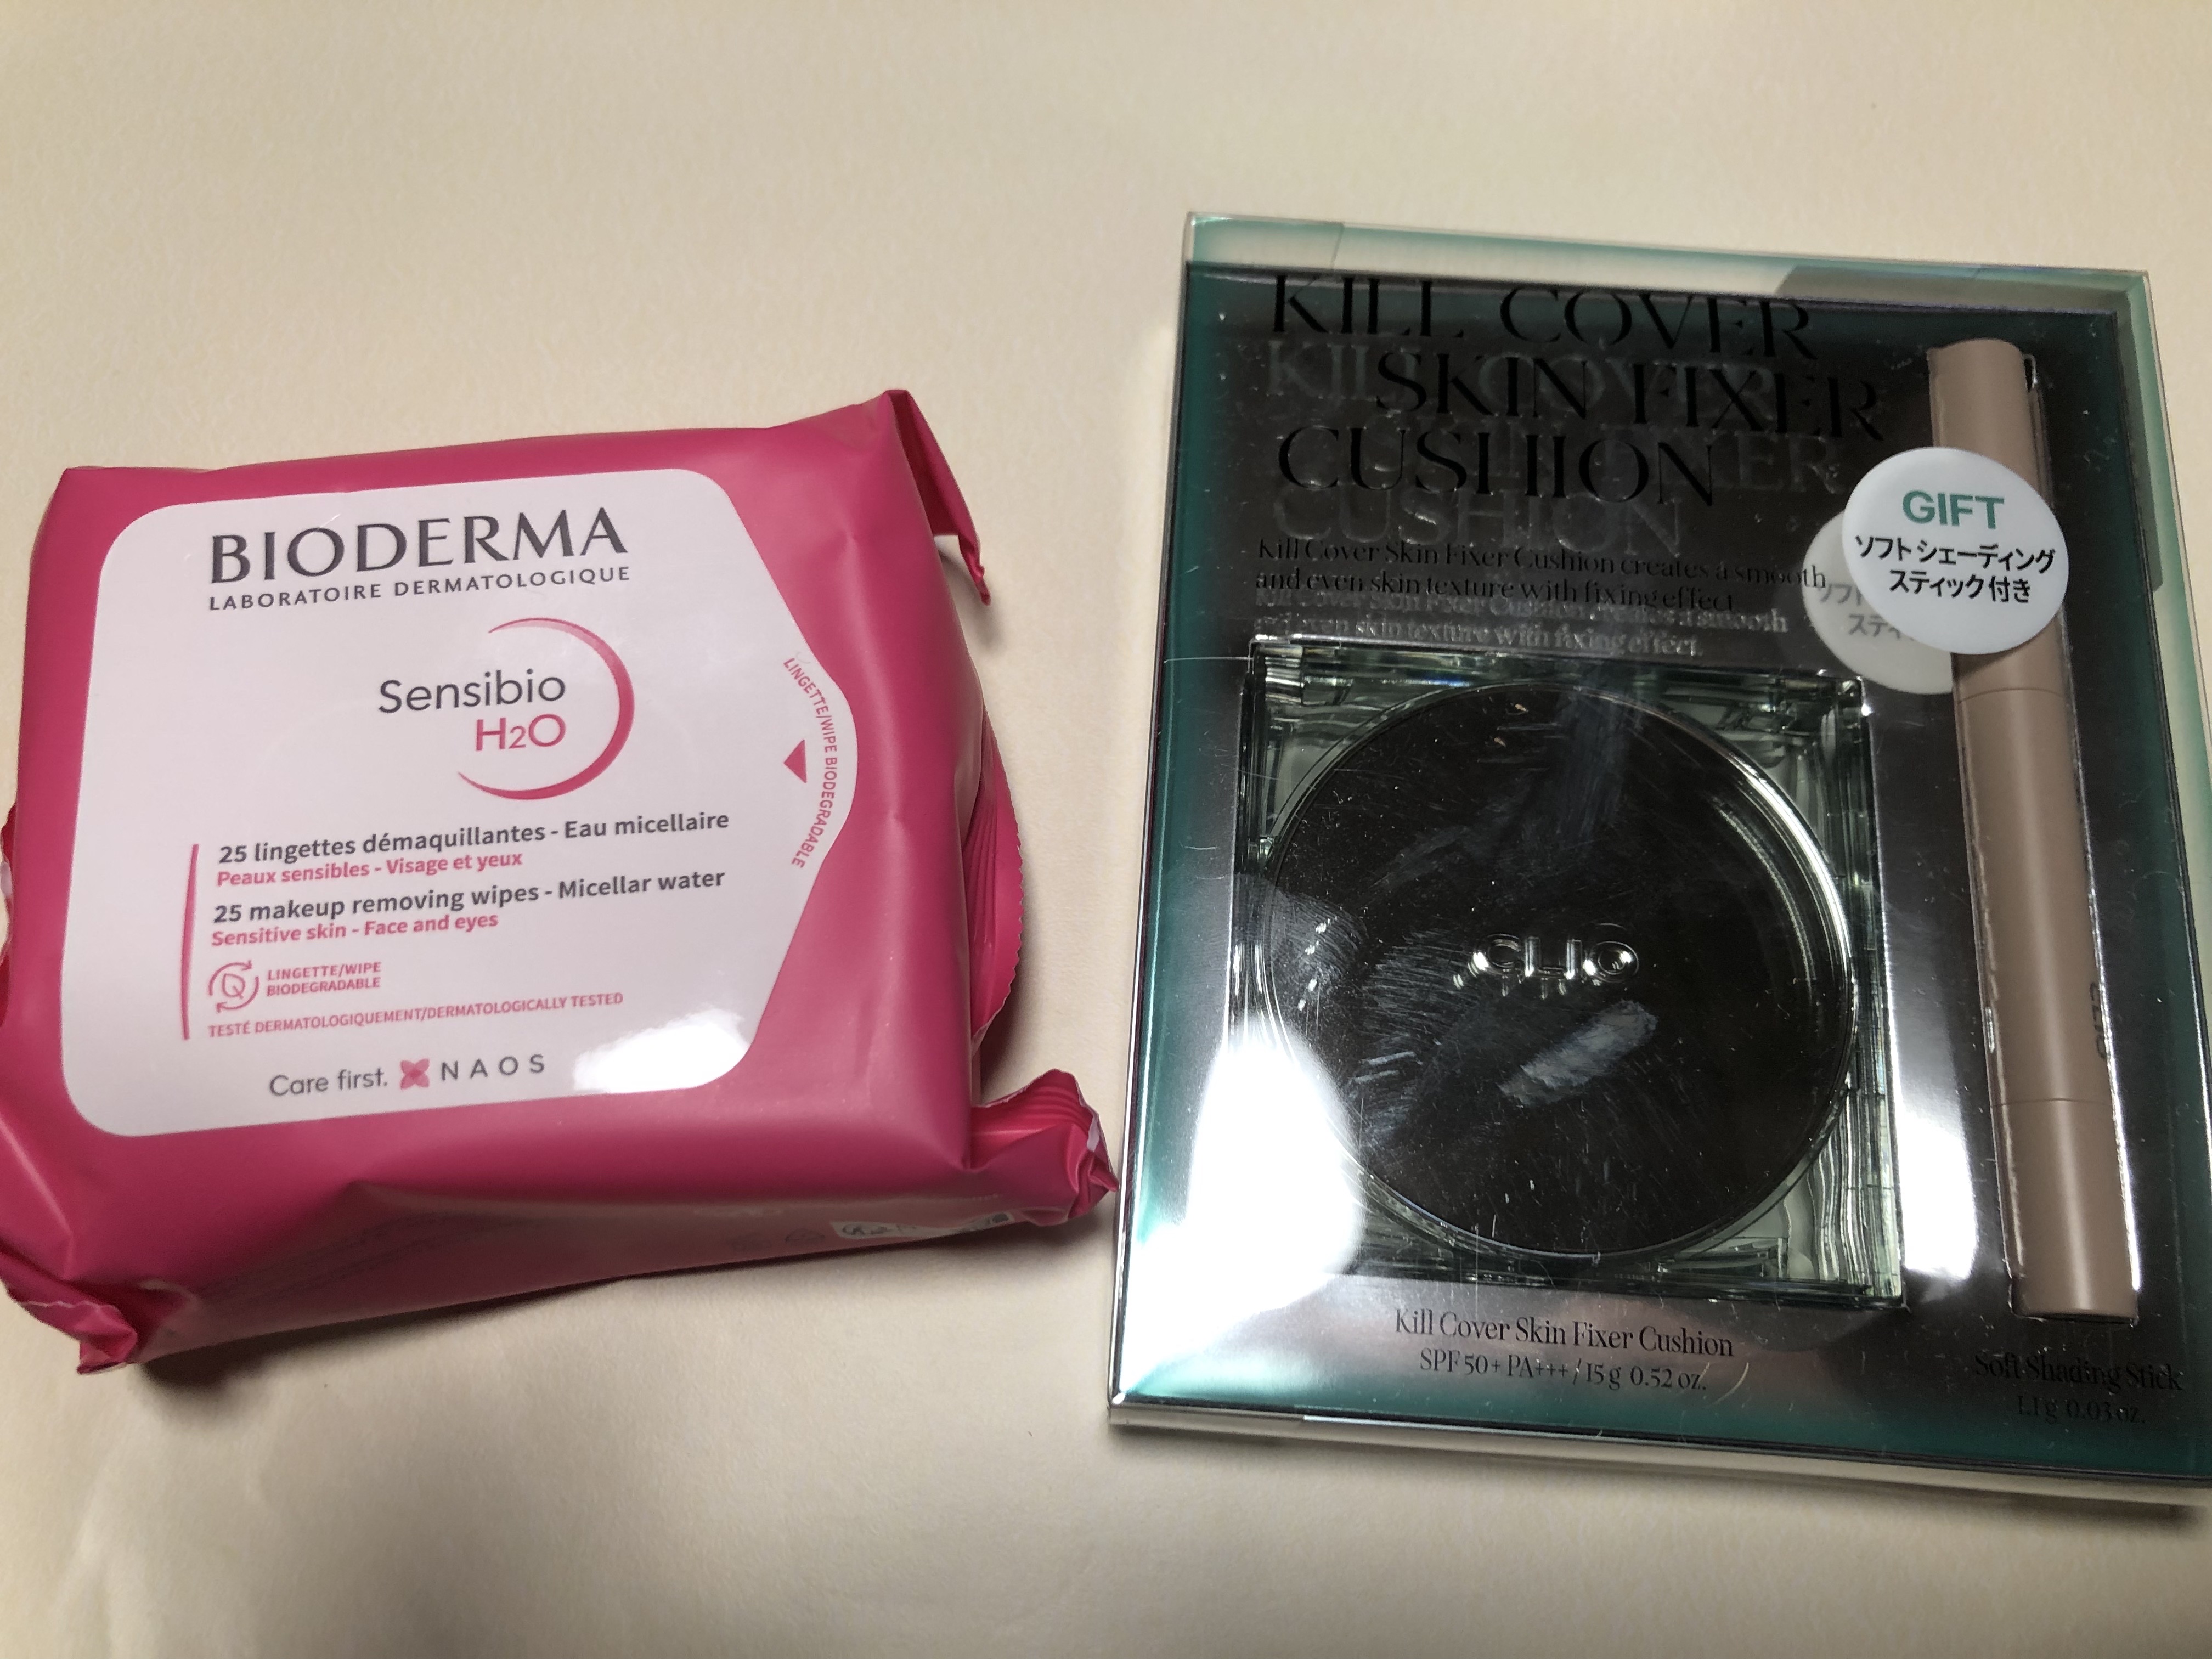 BIODERMA
LABORATOIRE DERMATOLOGIQUE
Sensibio
H2O
LINGETTE/WIPE BIODEGRADABLE
25 lingettes démaquillantes - Eau micellaire
Peaux sensibles - Visage et yeux
25 makeup removing wipes - Micellar water
Sensitive skin - Face and eyes
LINGETTE/WIPE
BIODEGRADABLE
TESTÉ DERMATOLOGIQUEMENT/DERMATOLOGICALLY TESTED
Care first. NAOS
KILL COVER
SKIN FIXER
CUSHION
Kill Cover Skin Fixer Cushion creates a smooth
and even skin texture with fixing effect.
GIFT
ソフトシェーディング
スティック付き
CLIO
CLIO
Kill Cover Skin Fixer Cushion
SPF 50+ PA+++ / 15 g 0.52 oz.
Soft Shading Stick
1.1 g 0.03 oz.